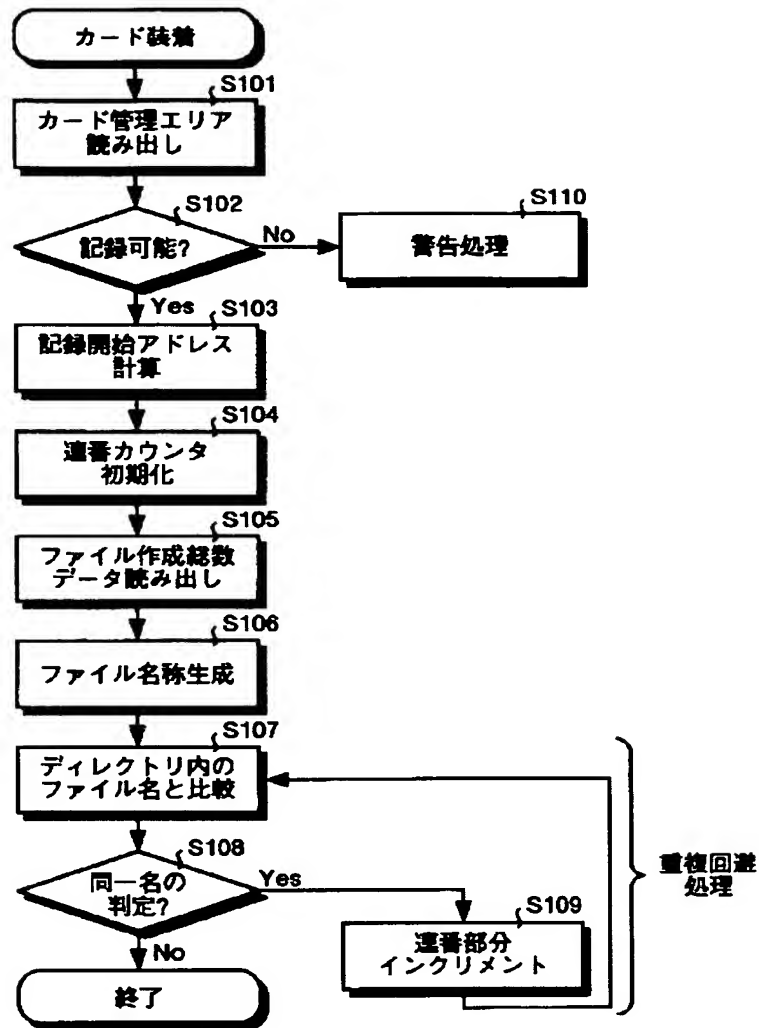 カード装着
S101
カード管理エリア
読み出し
S102
記録可能?
No
S110
警告処理
Yes
S103
記録開始アドレス
計算
S104
連番カウンタ
初期化
S105
ファイル作成総数
データ読み出し
S106
ファイル名称生成
S107
ディレクトリ内の
ファイル名と比較
S108
同一名の
判定?
Yes
S109
連番部分
インクリメント
重複回避
処理
No
終了